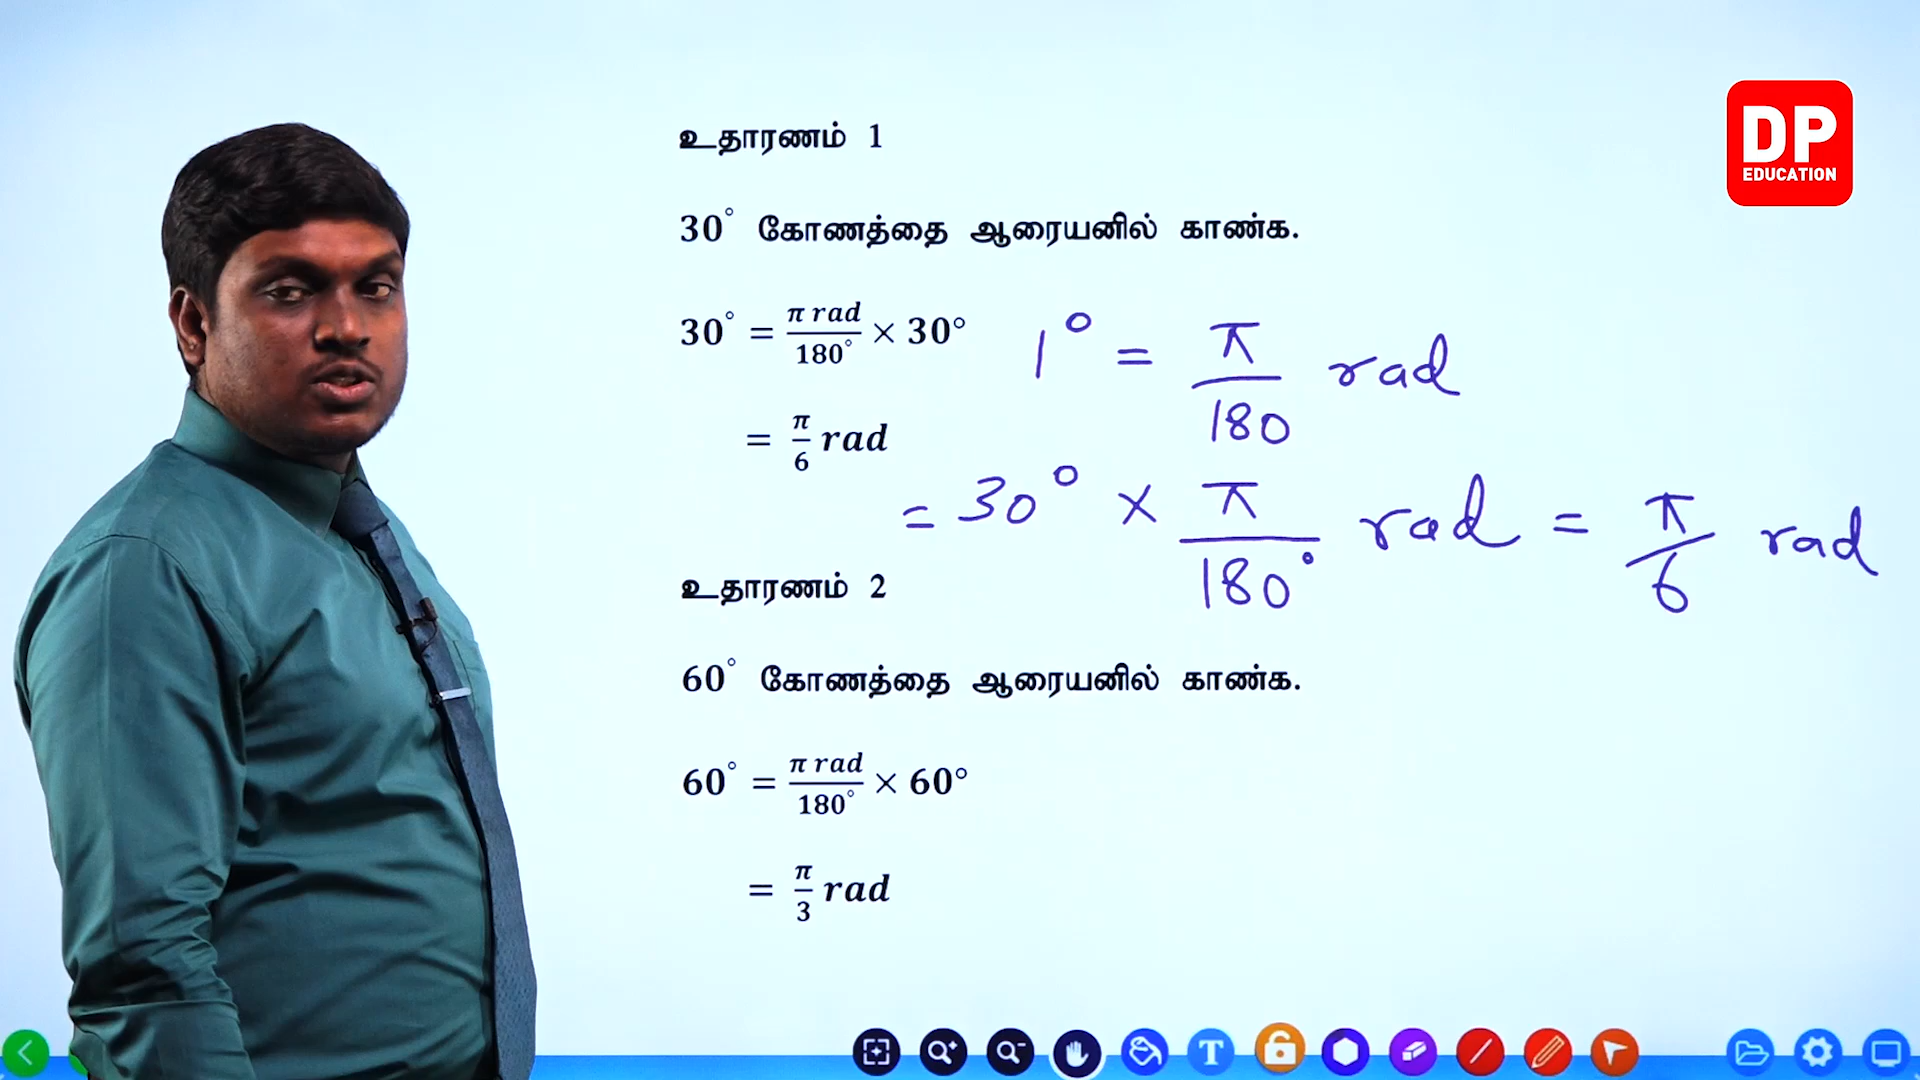 DP
EDUCATION
உதாரணம் 1
30° கோணத்தை ஆரையனில் காண்க.
30° = π rad/180° × 30°
= π/6 rad
1° = π/180 rad
= 30° × π/180° rad = π/6 rad
உதாரணம் 2
60° கோணத்தை ஆரையனில் காண்க.
60° = π rad/180° × 60°
= π/3 rad
T